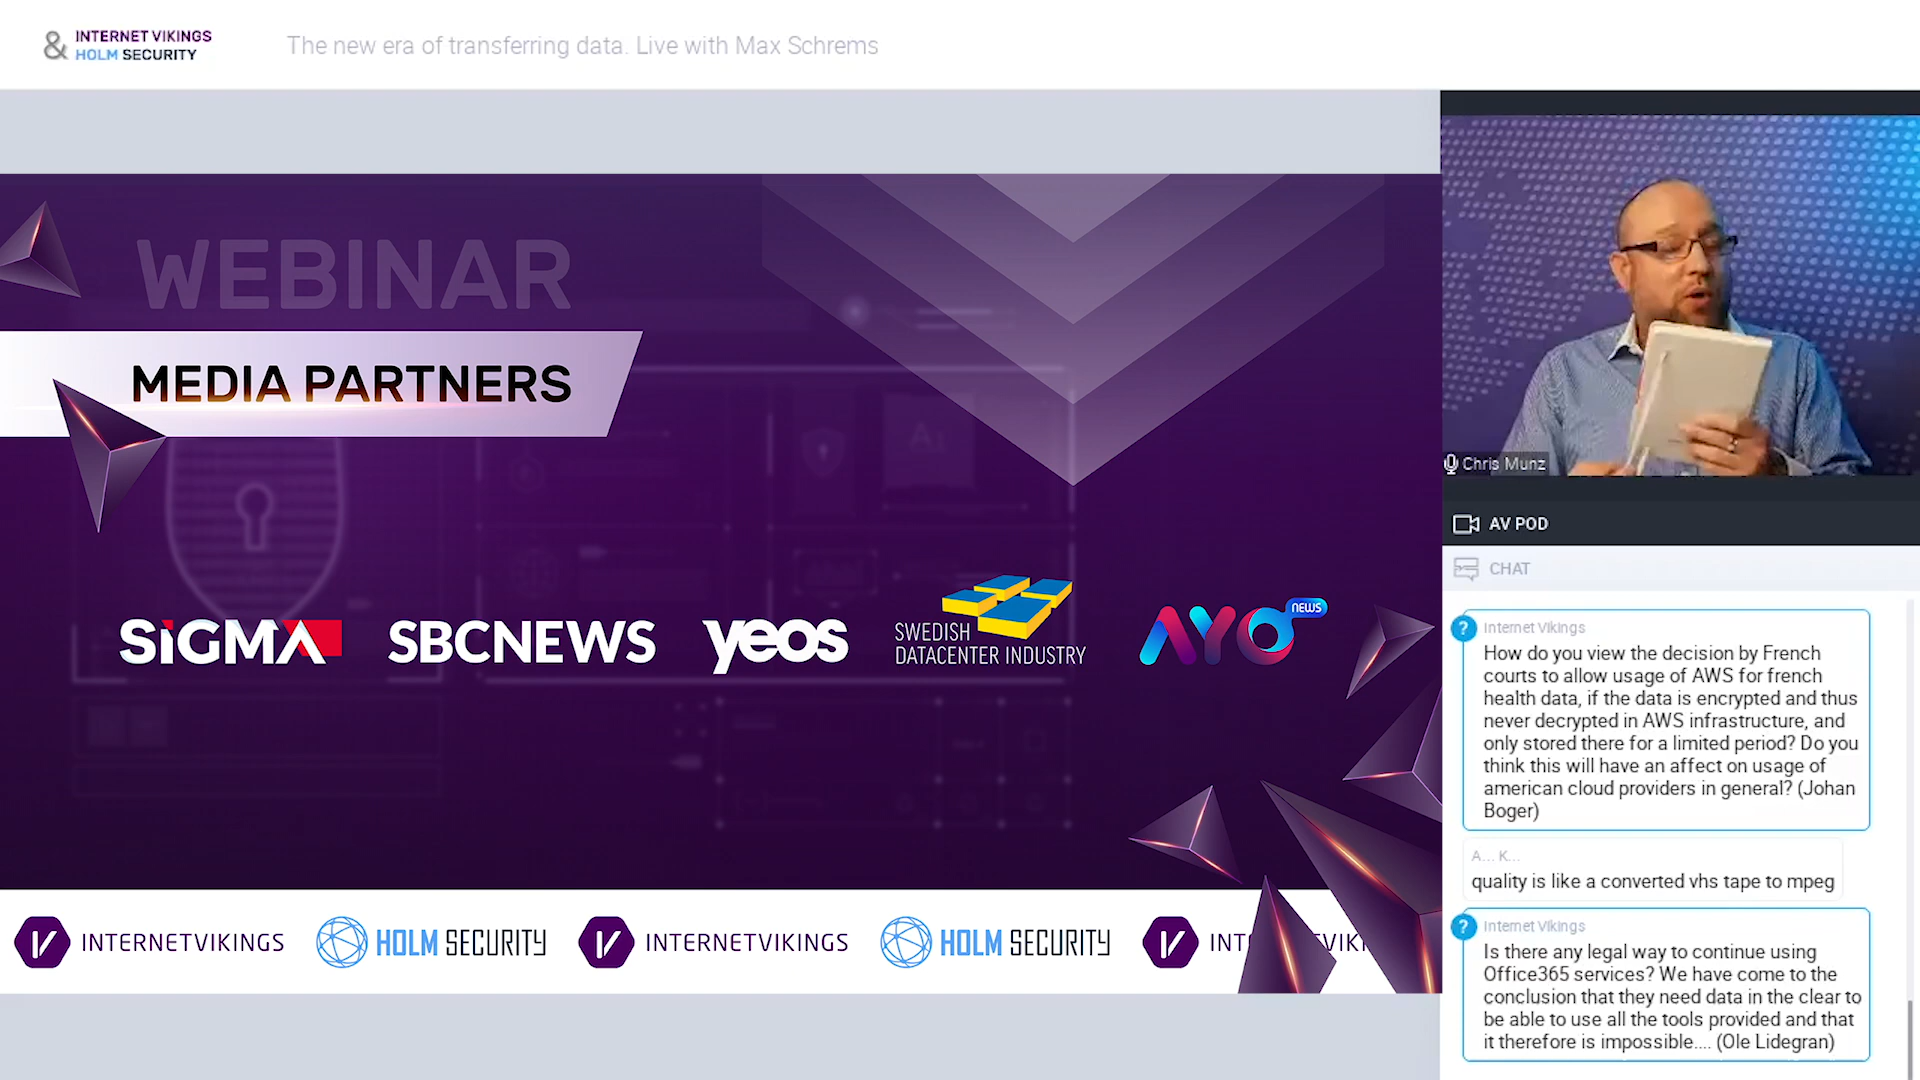 & INTERNET VIKINGS
HOLM SECURITY
The new era of transferring data. Live with Max Schrems
WEBINAR
MEDIA PARTNERS
SiGMA
SBCNEWS
yeos
SWEDISH
DATACENTER INDUSTRY
AYO NEWS
INTERNETVIKINGS
HOLM SECURITY
INTERNETVIKINGS
HOLM SECURITY
INT VIK
Chris Munz
AV POD
CHAT
Internet Vikings
How do you view the decision by French
courts to allow usage of AWS for french
health data, if the data is encrypted and thus
never decrypted in AWS infrastructure, and
only stored there for a limited period? Do you
think this will have an affect on usage of
american cloud providers in general? (Johan
Boger)
A... K...
quality is like a converted vhs tape to mpeg
Internet Vikings
Is there any legal way to continue using
Office365 services? We have come to the
conclusion that they need data in the clear to
be able to use all the tools provided and that
it therefore is impossible.... (Ole Lidegran)